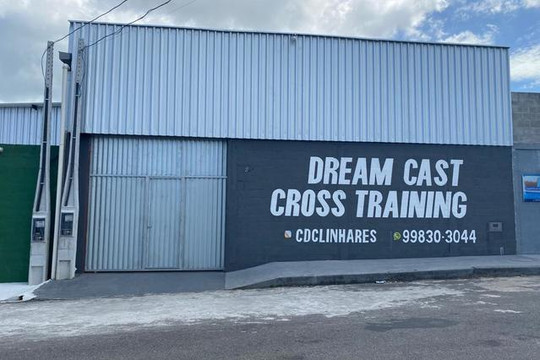 DREAM CAST
CROSS TRAINING
CDCLINHARES 99830-3044